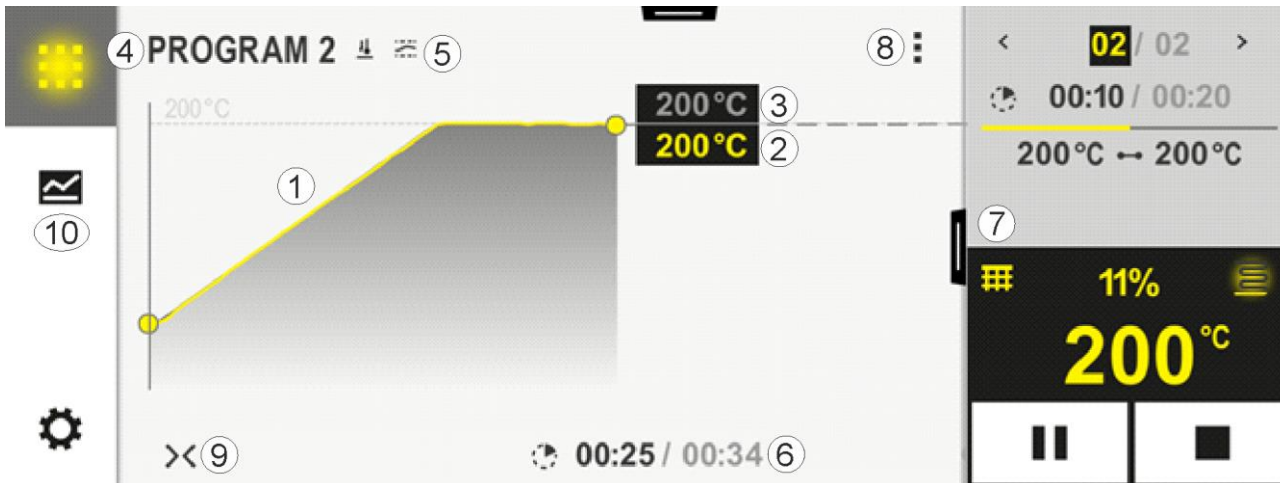 ④ PROGRAM 2 ⑤
⑧
200°C
200°C ③
200°C ②
①
⑩
⑨
00:25 / 00:34 ⑥
< 02 / 02 >
00:10 / 00:20
200°C 200°C
⑦
11%
200°C